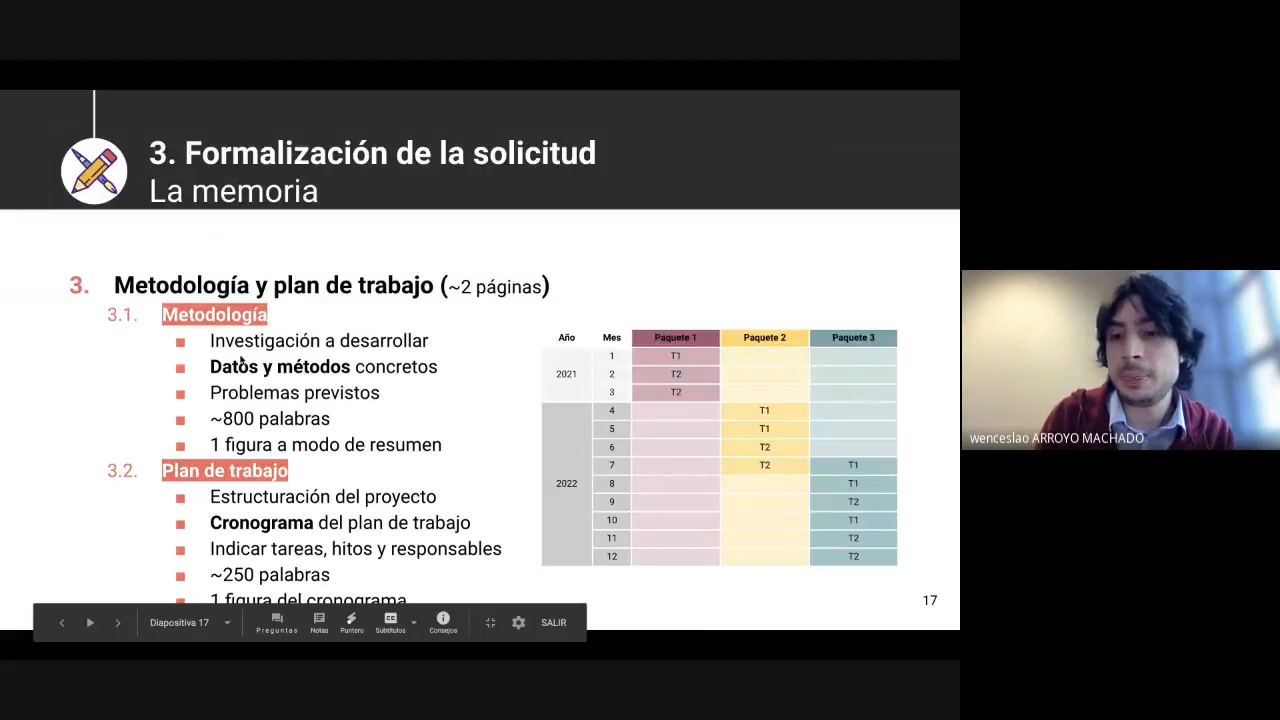 3. Formalización de la solicitud
La memoria
3. Metodología y plan de trabajo (~2 páginas)
3.1. Metodología
Investigación a desarrollar
Datos y métodos concretos
Problemas previstos
~800 palabras
1 figura a modo de resumen
3.2. Plan de trabajo
Estructuración del proyecto
Cronograma del plan de trabajo
Indicar tareas, hitos y responsables
~250 palabras
1 figura del cronograma
Año Mes Paquete 1 Paquete 2 Paquete 3
1 T1
2021 2 T2
3 T2
4 T1
5 T1
6 T2
7 T2 T1
2022 8 T1
9 T2
10 T1
11 T2
12 T2
17
Diapositiva 17 Preguntas Notas Puntero CC Subtítulos Consejos SALIR
wenceslao ARROYO MACHADO